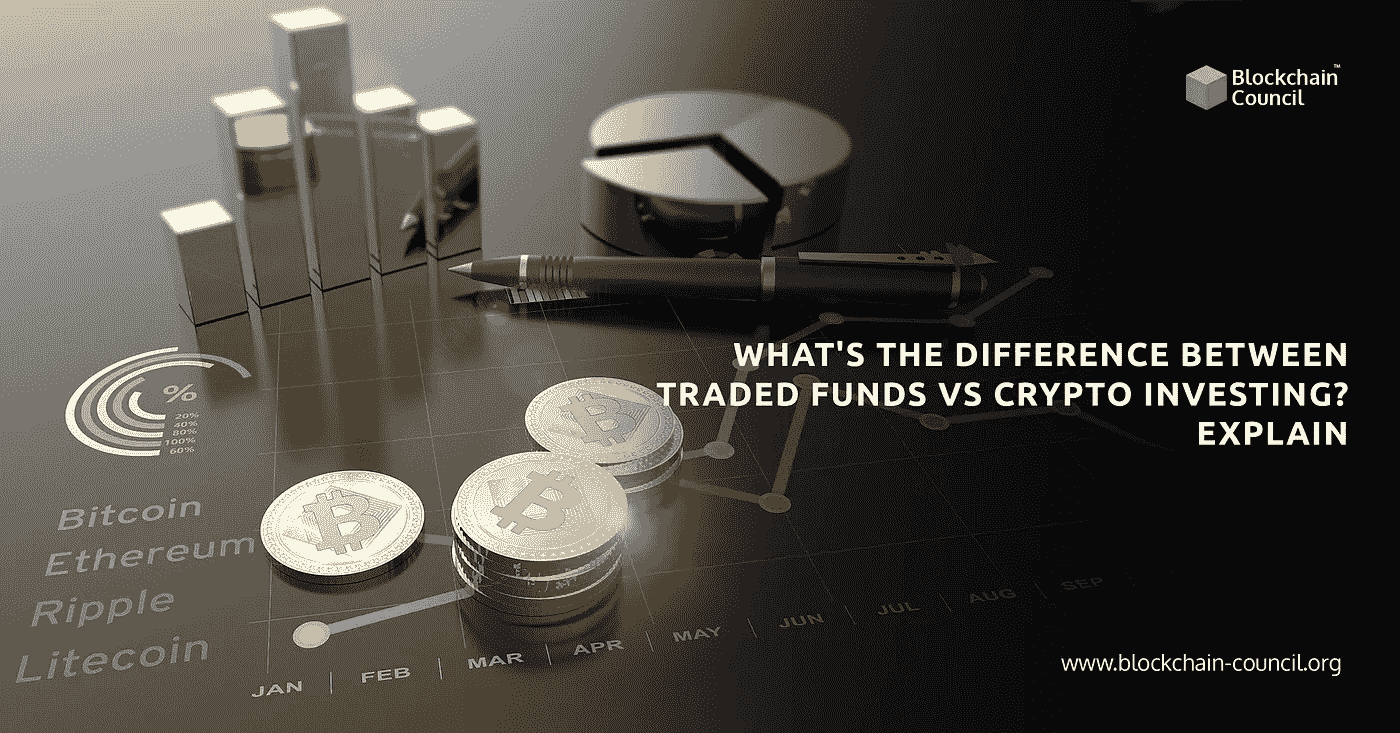 Blockchain™
Council
WHAT'S THE DIFFERENCE BETWEEN
TRADED FUNDS VS CRYPTO INVESTING?
EXPLAIN
%
20%
40%
80%
100%
60%
Bitcoin
Ethereum
Ripple
Litecoin
JAN | FEB | MAR | APR | MAY | JUN | JUL | AUG | SEP
www.blockchain-council.org